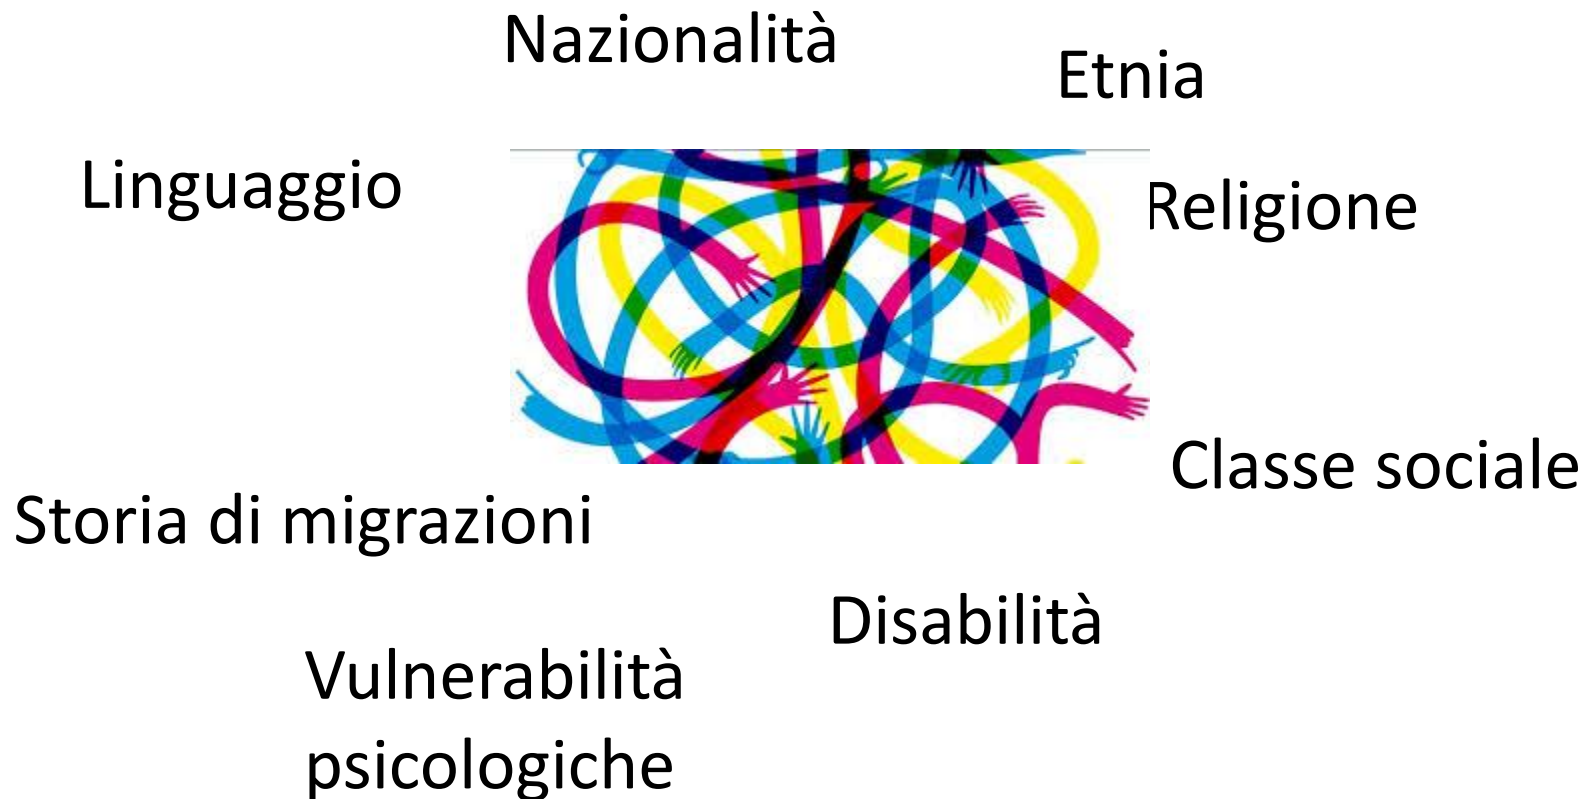 Nazionalità
Etnia
Linguaggio
Religione
Classe sociale
Storia di migrazioni
Disabilità
Vulnerabilità
psicologiche